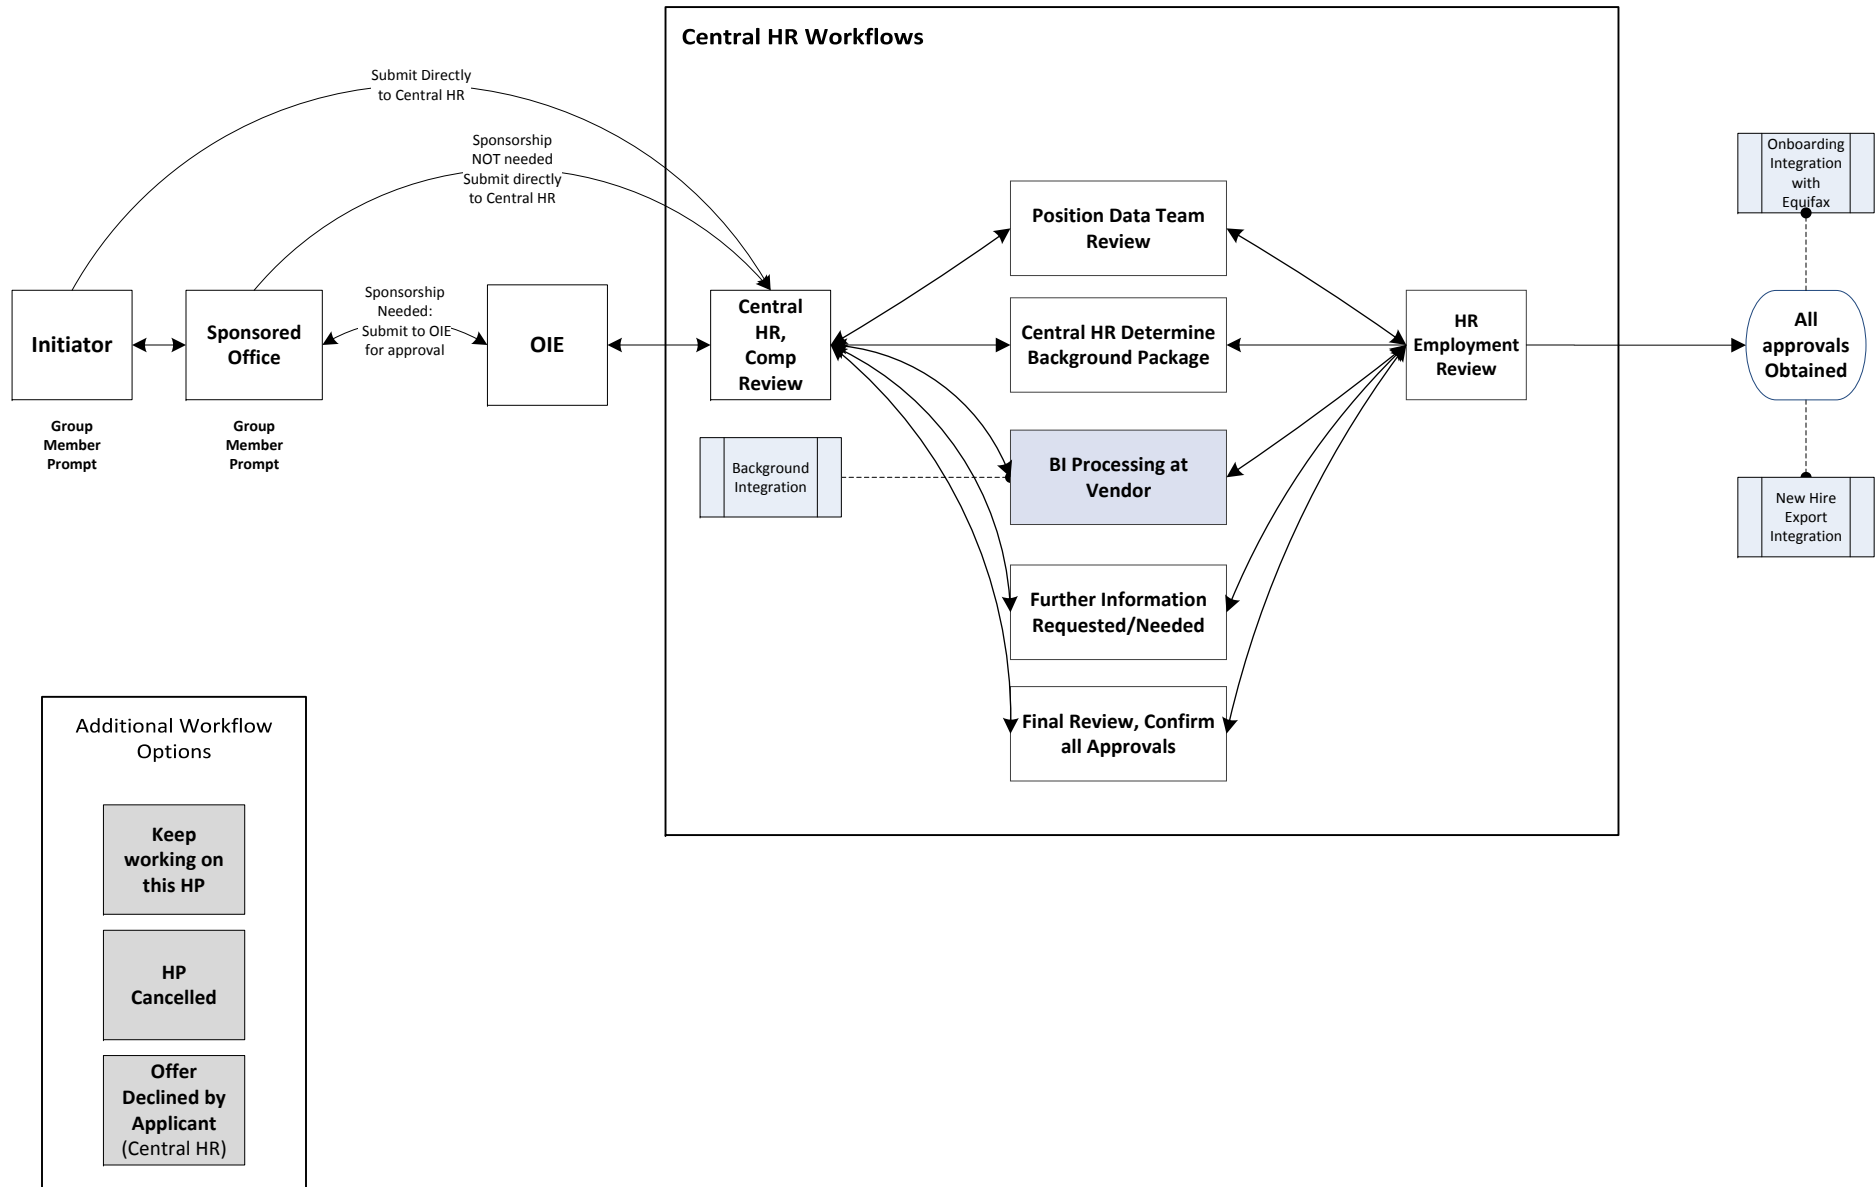 Central HR Workflows
Submit Directly
to Central HR
Sponsorship
NOT needed
Submit directly
to Central HR
Initiator
Group
Member
Prompt
Sponsored
Office
Group
Member
Prompt
Sponsorship
Needed:
Submit to OIE
for approval
OIE
Central
HR,
Comp
Review
Background
Integration
Position Data Team
Review
Central HR Determine
Background Package
BI Processing at
Vendor
Further Information
Requested/Needed
Final Review, Confirm
all Approvals
HR
Employment
Review
Onboarding
Integration
with
Equifax
All
approvals
Obtained
New Hire
Export
Integration
Additional Workflow
Options
Keep
working on
this HP
HP
Cancelled
Offer
Declined by
Applicant
(Central HR)